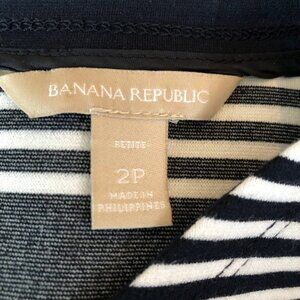 BANANA REPUBLIC
PETITE
2P
MADE IN
PHILIPPINES